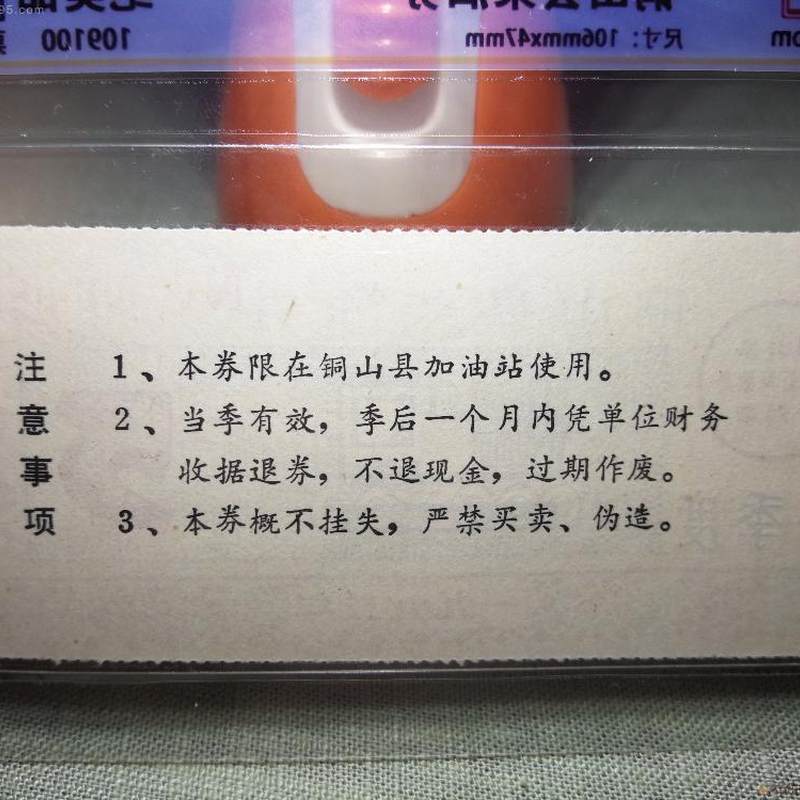 尺寸：106mmx47mm
109100
注意事项
1、本券限在铜山县加油站使用。
2、当季有效，季后一个月内凭单位财务
收据退券，不退现金，过期作废。
3、本券概不挂失，严禁买卖、伪造。